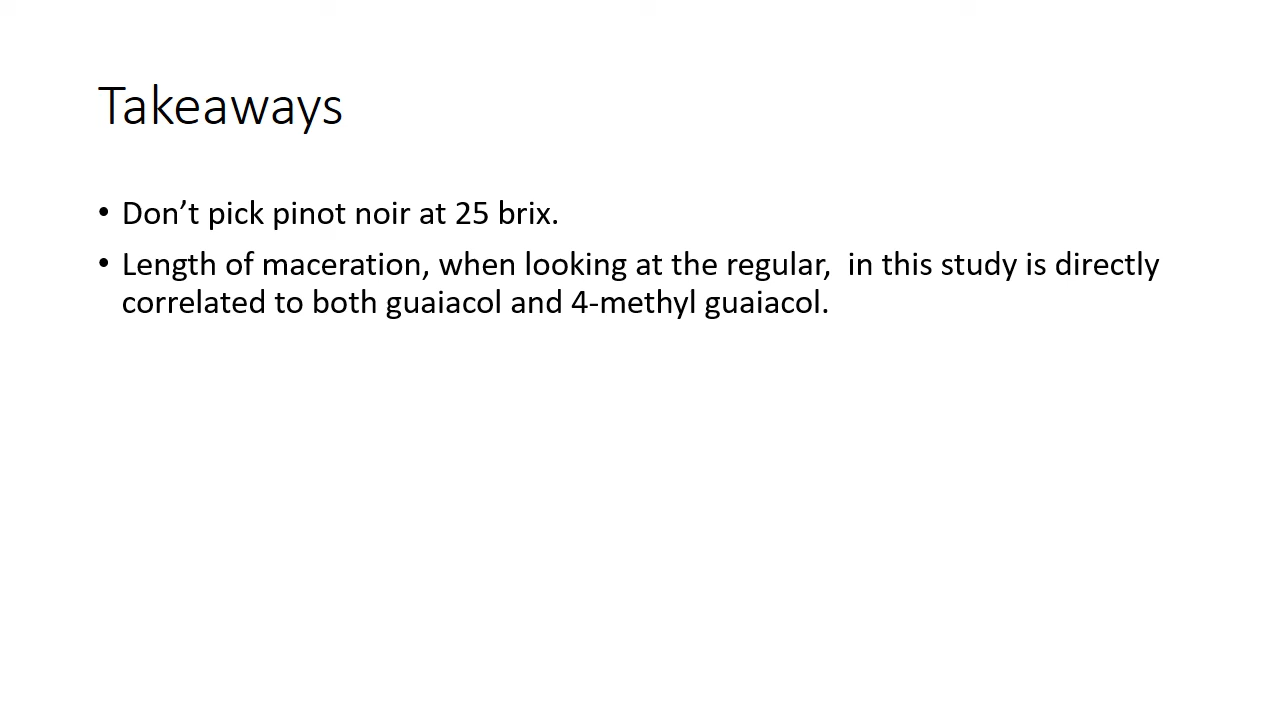 Takeaways
• Don’t pick pinot noir at 25 brix.
• Length of maceration, when looking at the regular,  in this study is directly
correlated to both guaiacol and 4-methyl guaiacol.